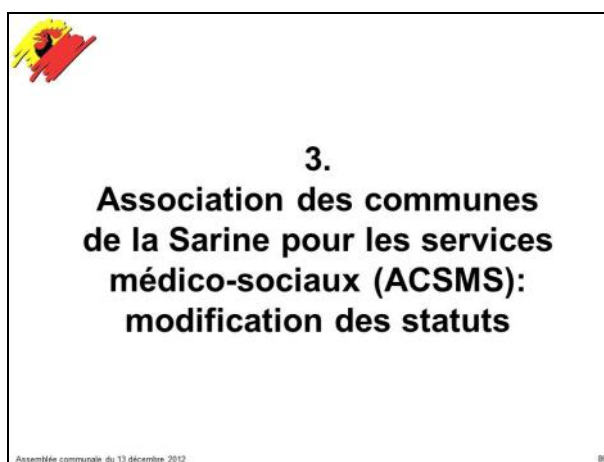 3.
Association des communes
de la Sarine pour les services
médico-sociaux (ACSMS):
modification des statuts
Assemblée communale du 13 décembre 2012